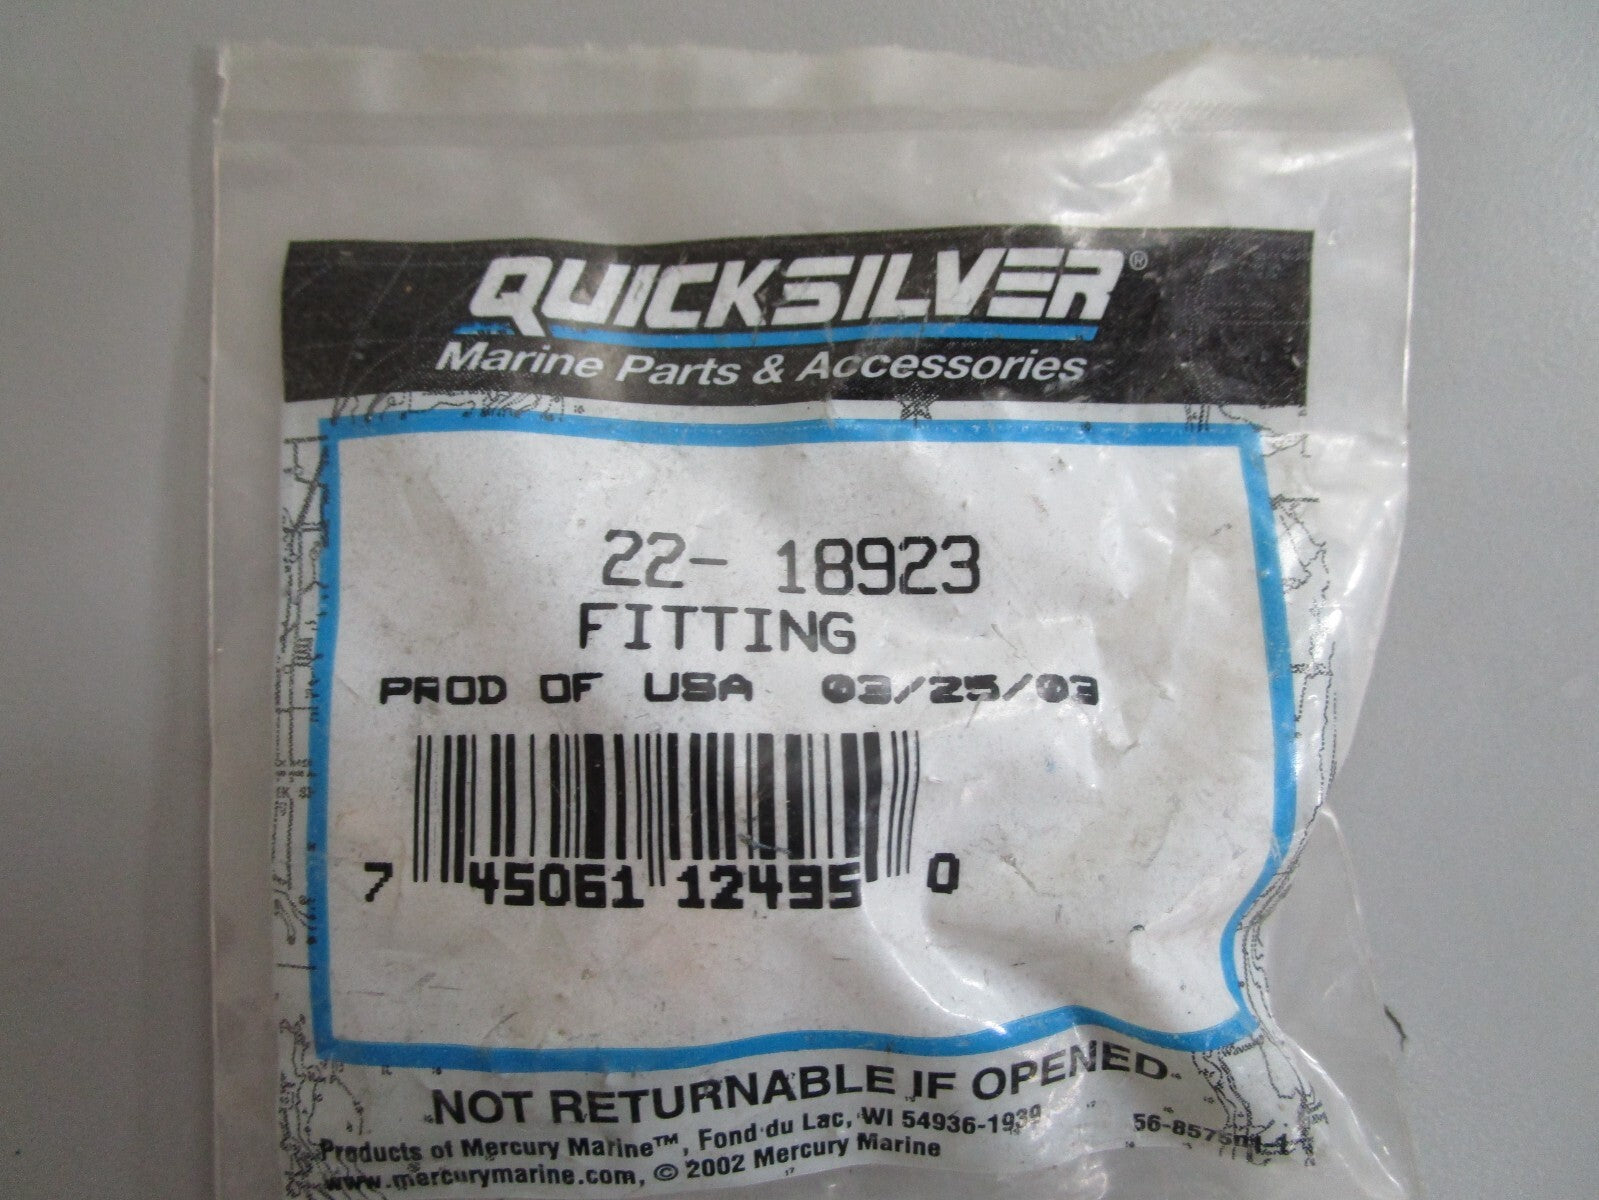 QUICKSILVER®
Marine Parts & Accessories
22- 18923
FITTING
PROD OF USA 03/25/03
7 45061 12495 0
NOT RETURNABLE IF OPENED
Products of Mercury Marine™, Fond du Lac, WI 54936-1939
www.mercurymarine.com, © 2002 Mercury Marine